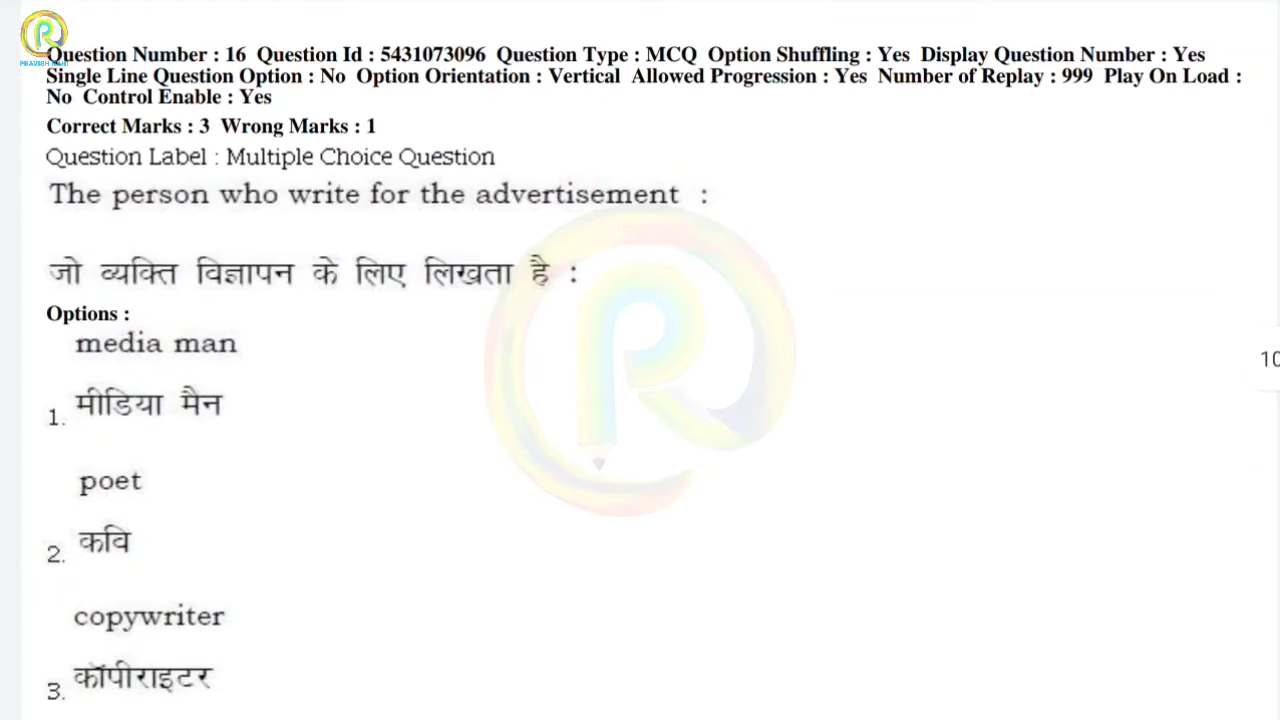 Question Number : 16 Question Id : 5431073096 Question Type : MCQ Option Shuffling : Yes Display Question Number : Yes
Single Line Question Option : No Option Orientation : Vertical Allowed Progression : Yes Number of Replay : 999 Play On Load :
No Control Enable : Yes
Correct Marks : 3 Wrong Marks : 1
Question Label : Multiple Choice Question
The person who write for the advertisement :
जो व्यक्ति विज्ञापन के लिए लिखता है :
Options :
media man
1. मीडिया मैन
10
poet
2. कवि
copywriter
3. कॉपीराइटर